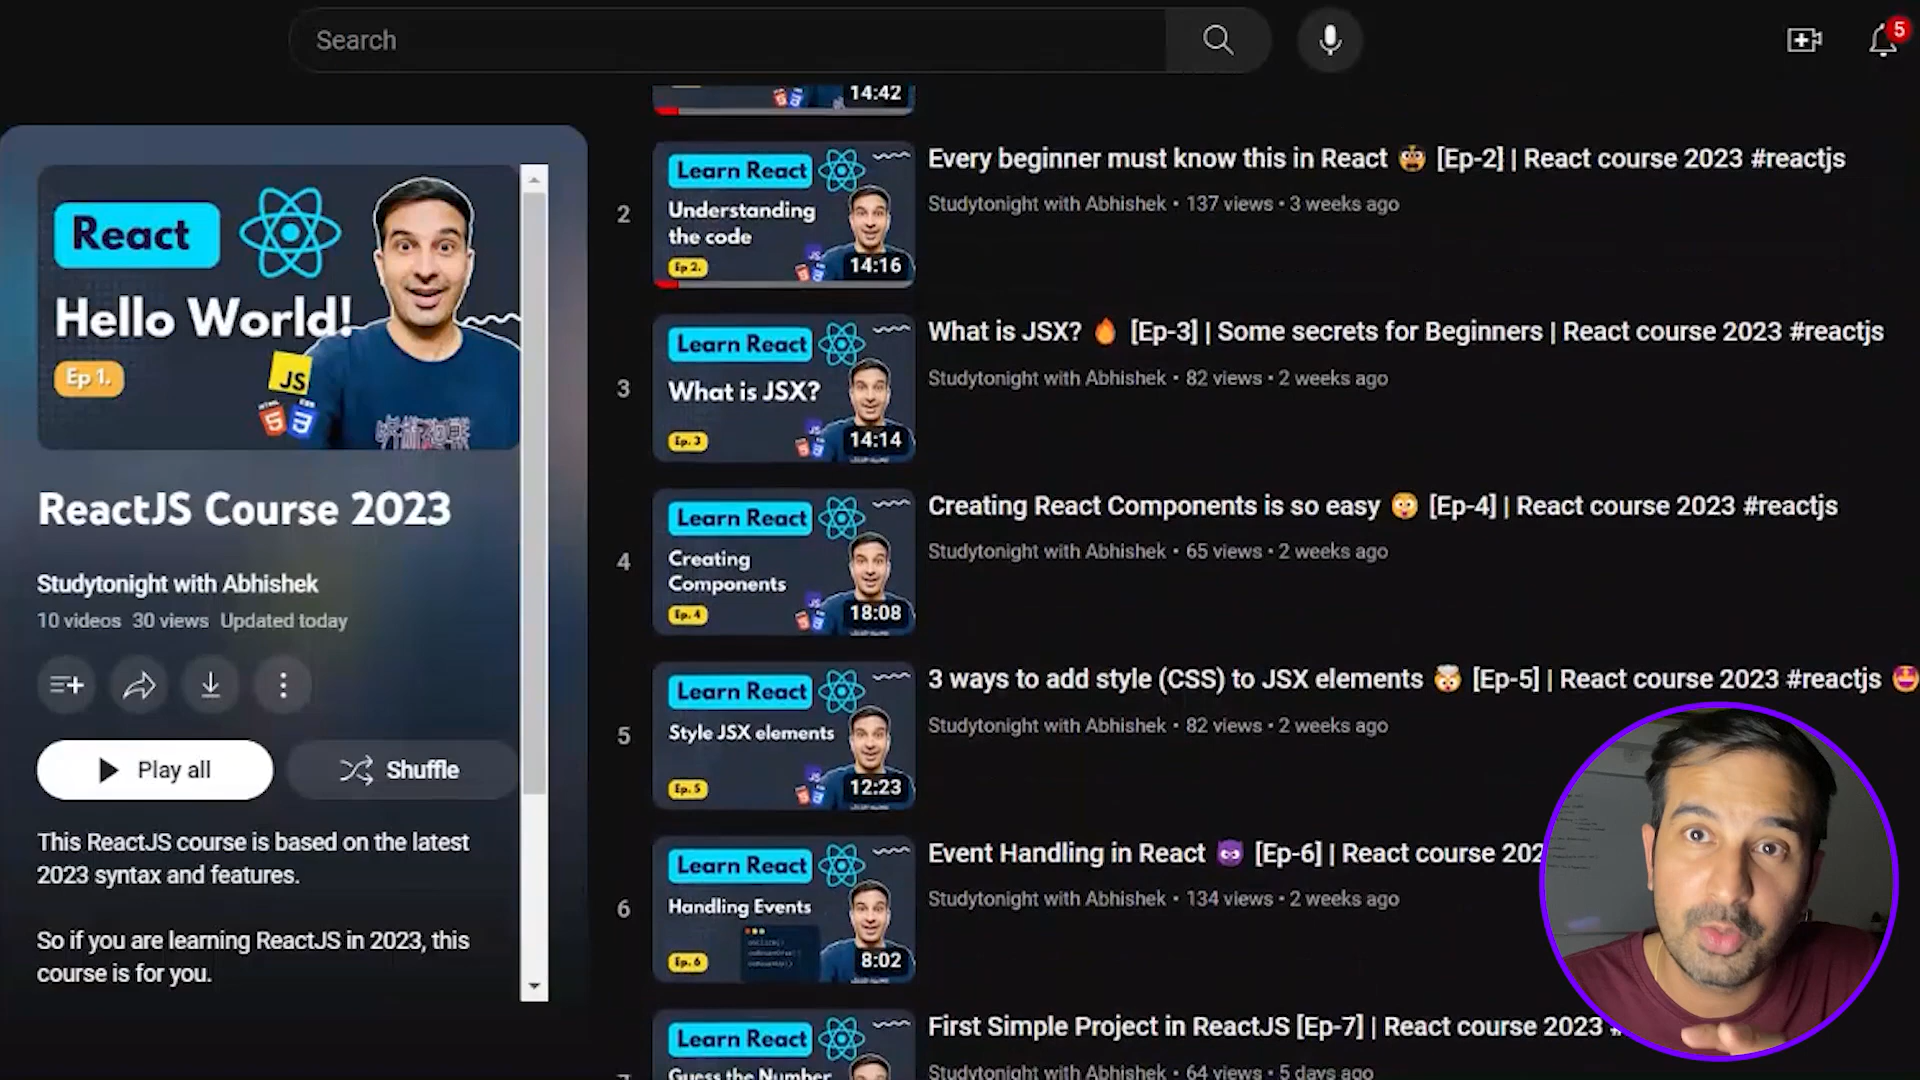 Search
5
React
Hello World!
Ep 1.
JS
HTML
5
3
ReactJS Course 2023
Studytonight with Abhishek
10 videos 30 views Updated today
Play all
Shuffle
This ReactJS course is based on the latest
2023 syntax and features.
So if you are learning ReactJS in 2023, this
course is for you.
14:42
2
Learn React
Understanding
the code
Ep 2.
14:16
Every beginner must know this in React [Ep-2] | React course 2023 #reactjs
Studytonight with Abhishek • 137 views • 3 weeks ago
3
Learn React
What is JSX?
Ep. 3
14:14
What is JSX? 🔥 [Ep-3] | Some secrets for Beginners | React course 2023 #reactjs
Studytonight with Abhishek • 82 views • 2 weeks ago
4
Learn React
Creating
Components
Ep. 4
18:08
Creating React Components is so easy [Ep-4] | React course 2023 #reactjs
Studytonight with Abhishek • 65 views • 2 weeks ago
5
Learn React
Style JSX elements
Ep. 5
12:23
3 ways to add style (CSS) to JSX elements 🤯 [Ep-5] | React course 2023 #reactjs 🤩
Studytonight with Abhishek • 82 views • 2 weeks ago
6
Learn React
Handling Events
Ep. 6
8:02
Event Handling in React 😈 [Ep-6] | React course 202
Studytonight with Abhishek • 134 views • 2 weeks ago
Learn React
Guess the Number
First Simple Project in ReactJS [Ep-7] | React course 2023 #
Studytonight with Abhishek • 64 views • 5 days ago